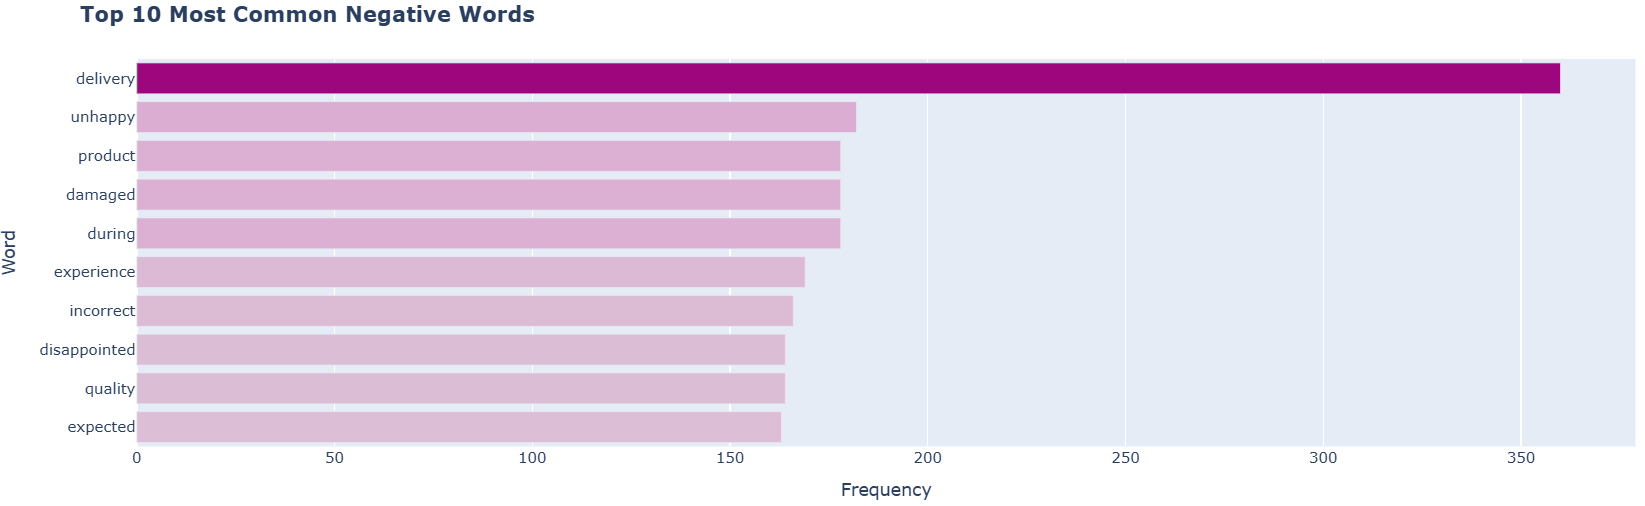 Top 10 Most Common Negative Words
delivery
unhappy
product
damaged
during
experience
incorrect
disappointed
quality
expected
Word
0 50 100 150 200 250 300 350
Frequency